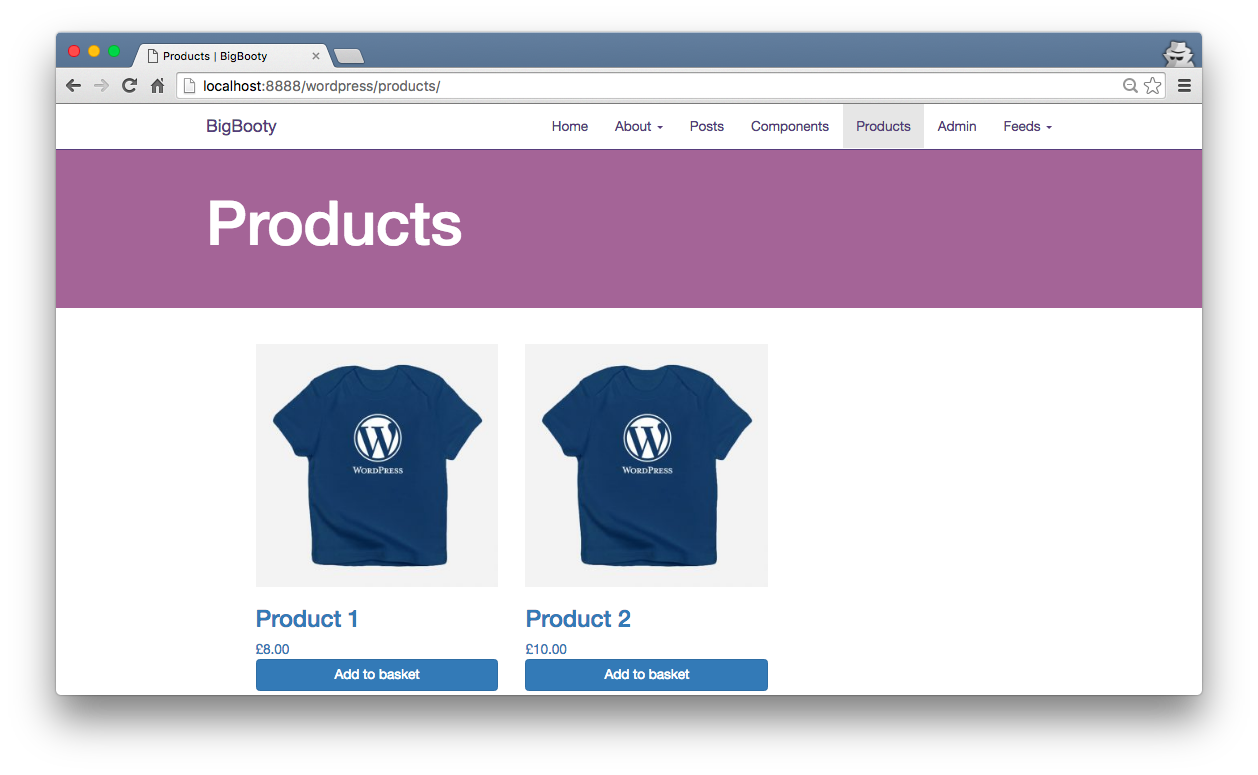 Products | BigBooty
localhost:8888/wordpress/products/
BigBooty Home About Posts Components Products Admin Feeds
Products
W W
WORDPRESS WORDPRESS
Product 1 Product 2
£8.00 £10.00
Add to basket Add to basket